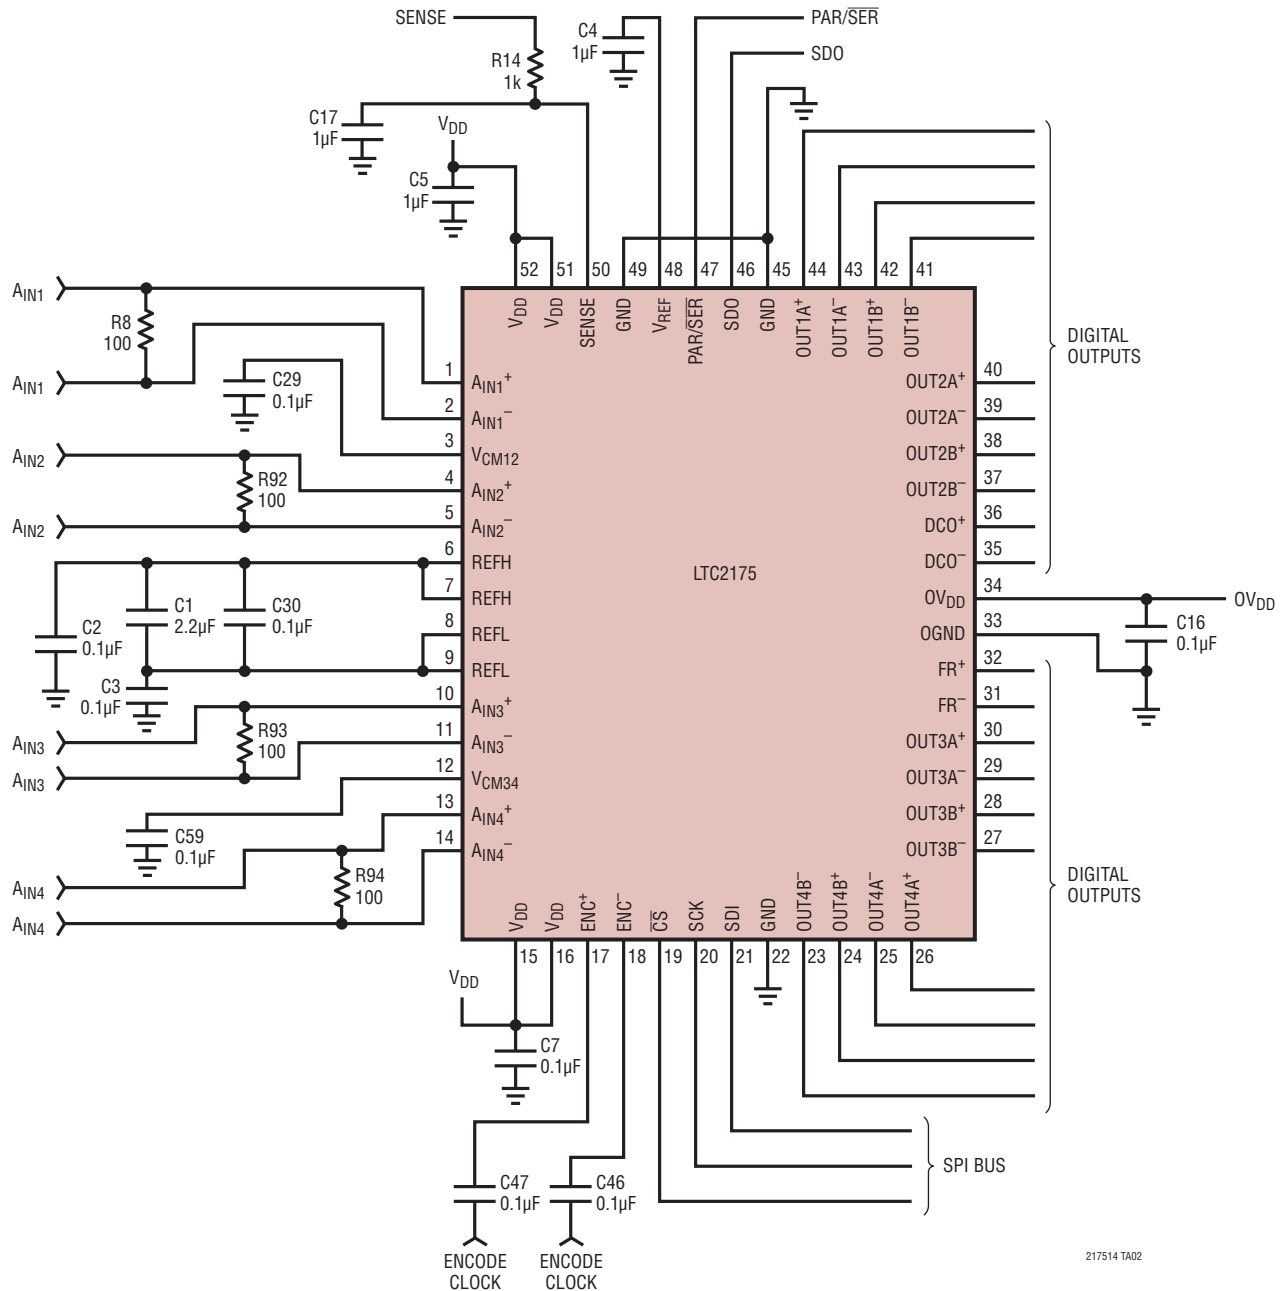 SENSE
R14
1k
C4
1µF
PAR/SER
SDO
C17
1µF
VDD
C5
1µF
52
51
50
49
48
47
46
45
44
43
42
41
VDD
VDD
SENSE
GND
VREF
PAR/SER
SDO
GND
OUT1A+
OUT1A–
OUT1B+
OUT1B–
DIGITAL
OUTPUTS
AIN1
R8
100
AIN1
C29
0.1µF
AIN2
R92
100
AIN2
C1
2.2µF
C30
0.1µF
C2
0.1µF
C3
0.1µF
AIN3
R93
100
AIN3
C59
0.1µF
AIN4
R94
100
AIN4
1 AIN1+
2 AIN1–
3 VCM12
4 AIN2+
5 AIN2–
6 REFH
7 REFH
8 REFL
9 REFL
10 AIN3+
11 AIN3–
12 VCM34
13 AIN4+
14 AIN4–
LTC2175
OUT2A+ 40
OUT2A– 39
OUT2B+ 38
OUT2B– 37
DCO+ 36
DCO– 35
OVDD 34
OGND 33
FR+ 32
FR– 31
OUT3A+ 30
OUT3A– 29
OUT3B+ 28
OUT3B– 27
OVDD
C16
0.1µF
DIGITAL
OUTPUTS
VDD
VDD
ENC+
ENC–
CS
SCK
SDI
GND
OUT4B–
OUT4B+
OUT4A–
OUT4A+
15
16
17
18
19
20
21
22
23
24
25
26
VDD
C7
0.1µF
C47
0.1µF
C46
0.1µF
SPI BUS
ENCODE
CLOCK
ENCODE
CLOCK
217514 TA02